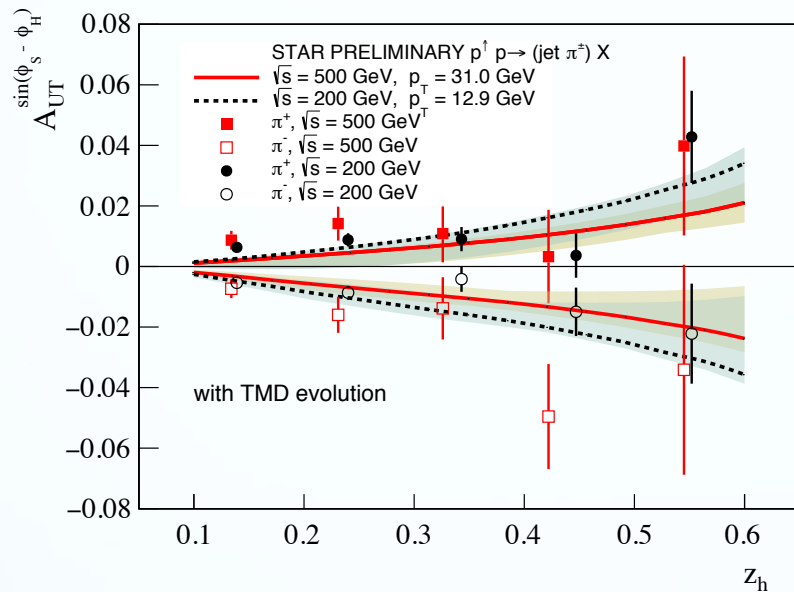 A_UT^sin(ϕ_S - ϕ_H)
0.08
0.06
0.04
0.02
0
−0.02
−0.04
−0.06
−0.08
STAR PRELIMINARY p↑ p→ (jet π±) X
√s = 500 GeV, p_T = 31.0 GeV
√s = 200 GeV, p_T = 12.9 GeV
π+, √s = 500 GeV
π-, √s = 500 GeV
π+, √s = 200 GeV
π-, √s = 200 GeV
with TMD evolution
0.1 0.2 0.3 0.4 0.5 0.6
z_h